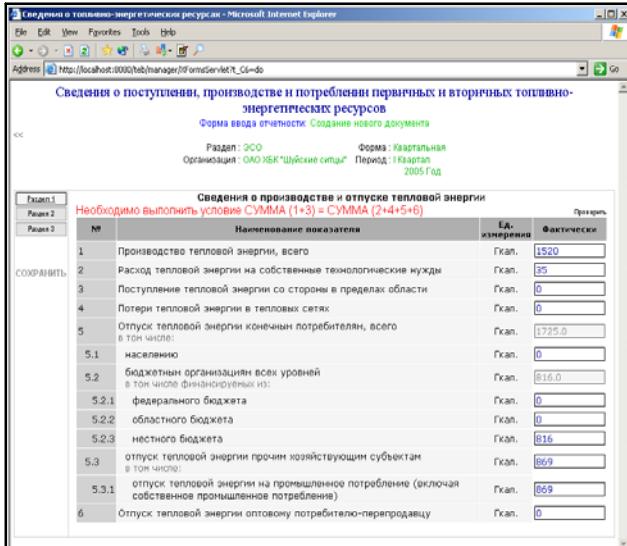 Сведения о топливно-энергетических ресурсах - Microsoft Internet Explorer
File Edit View Favorites Tools Help
Address http://localhost:8080/teb/manager/XFormsServlet?t_C6=do Go
Сведения о поступлении, производстве и потреблении первичных и вторичных топливно-
энергетических ресурсов
Форма ввода отчетности: Создание нового документа
<<
Раздел : ЭСО Форма : Квартальная
Организация : ОАО ХБК "Шуйские ситцы" Период : I Квартал
2005 Год
Раздел 1
Раздел 2
Раздел 3
СОХРАНИТЬ
Сведения о производстве и отпуске тепловой энергии
Необходимо выполнить условие СУММА (1+3) = СУММА (2+4+5+6)
Проверить
№ Наименование показателя Ед. измерения Фактически
1 Производство тепловой энергии, всего Гкал. 1520
2 Расход тепловой энергии на собственные технологические нужды Гкал. 35
3 Поступление тепловой энергии со стороны в пределах области Гкал. 0
4 Потери тепловой энергии в тепловых сетях Гкал. 0
5 Отпуск тепловой энергии конечным потребителям, всего Гкал. 1725.0
в том числе:
5.1 населению Гкал. 0
5.2 бюджетным организациям всех уровней Гкал. 816.0
в том числе финансируемых из:
5.2.1 федерального бюджета Гкал. 0
5.2.2 областного бюджета Гкал. 0
5.2.3 местного бюджета Гкал. 816
5.3 отпуск тепловой энергии прочим хозяйствующим субъектам Гкал. 869
в том числе:
5.3.1 отпуск тепловой энергии на промышленное потребление (включая Гкал. 869
собственное промышленное потребление)
6 Отпуск тепловой энергии оптовому потребителю-перепродавцу Гкал. 0